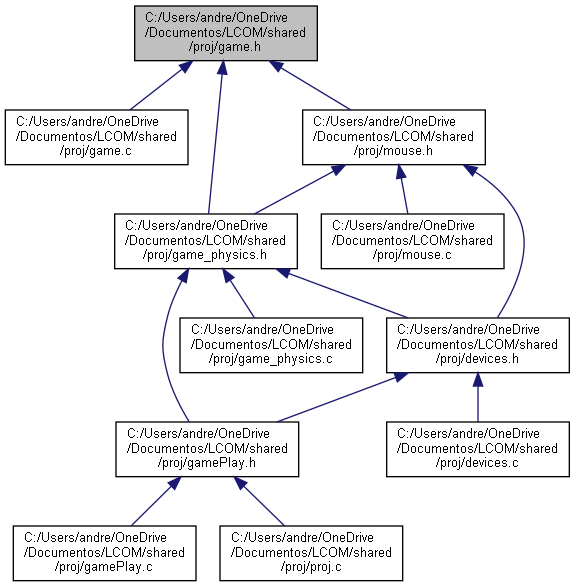 C:/Users/andre/OneDrive
/Documentos/LCOM/shared
/proj/game.h
C:/Users/andre/OneDrive
/Documentos/LCOM/shared
/proj/game.c
C:/Users/andre/OneDrive
/Documentos/LCOM/shared
/proj/mouse.h
C:/Users/andre/OneDrive
/Documentos/LCOM/shared
/proj/game_physics.h
C:/Users/andre/OneDrive
/Documentos/LCOM/shared
/proj/mouse.c
C:/Users/andre/OneDrive
/Documentos/LCOM/shared
/proj/game_physics.c
C:/Users/andre/OneDrive
/Documentos/LCOM/shared
/proj/devices.h
C:/Users/andre/OneDrive
/Documentos/LCOM/shared
/proj/gamePlay.h
C:/Users/andre/OneDrive
/Documentos/LCOM/shared
/proj/devices.c
C:/Users/andre/OneDrive
/Documentos/LCOM/shared
/proj/gamePlay.c
C:/Users/andre/OneDrive
/Documentos/LCOM/shared
/proj/proj.c